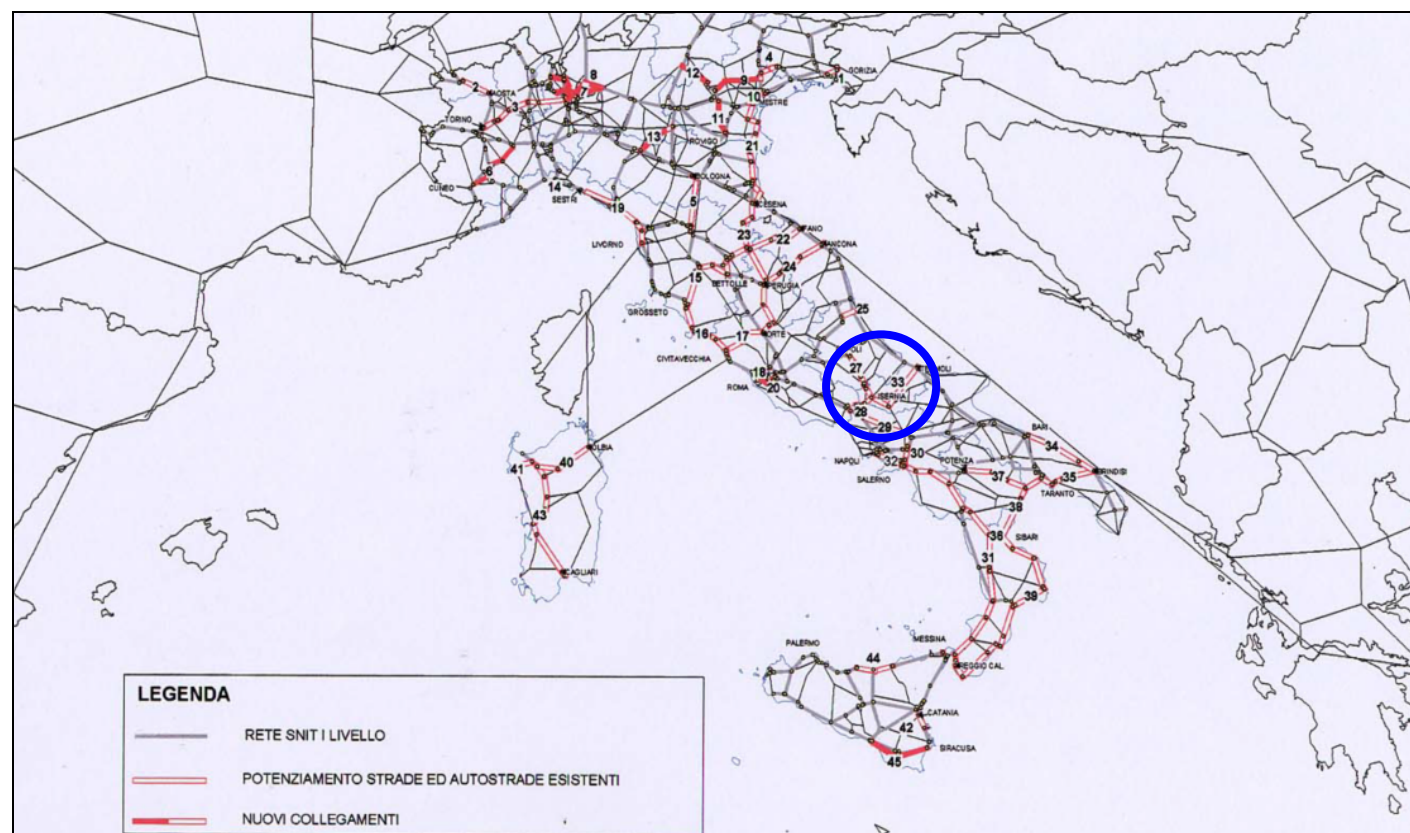 4
GORIZIA
1
8
12
9
2
AOSTA
7
10
MESTRE
3
TORINO
11
13
ROVIGO
21
6
CUNEO
BOLOGNA
14
SESTRI
5
CESENA
19
23
22
FANO
LIVORNO
ANCONA
24
15
BETTOLLE
PERUGIA
GROSSETO
25
16
17
ORTE
CIVITAVECCHIA
27
18
ROMA
20
33
ISERNIA
28
29
BARI
34
OLBIA
30
NAPOLI
32
POTENZA
41
40
SALERNO
37
35
BRINDISI
TARANTO
38
43
36
SIBARI
31
CAGLIARI
39
PALERMO
MESSINA
44
REGGIO CAL.
CATANIA
42
SIRACUSA
45
LEGENDA
RETE SNIT I LIVELLO
POTENZIAMENTO STRADE ED AUTOSTRADE ESISTENTI
NUOVI COLLEGAMENTI